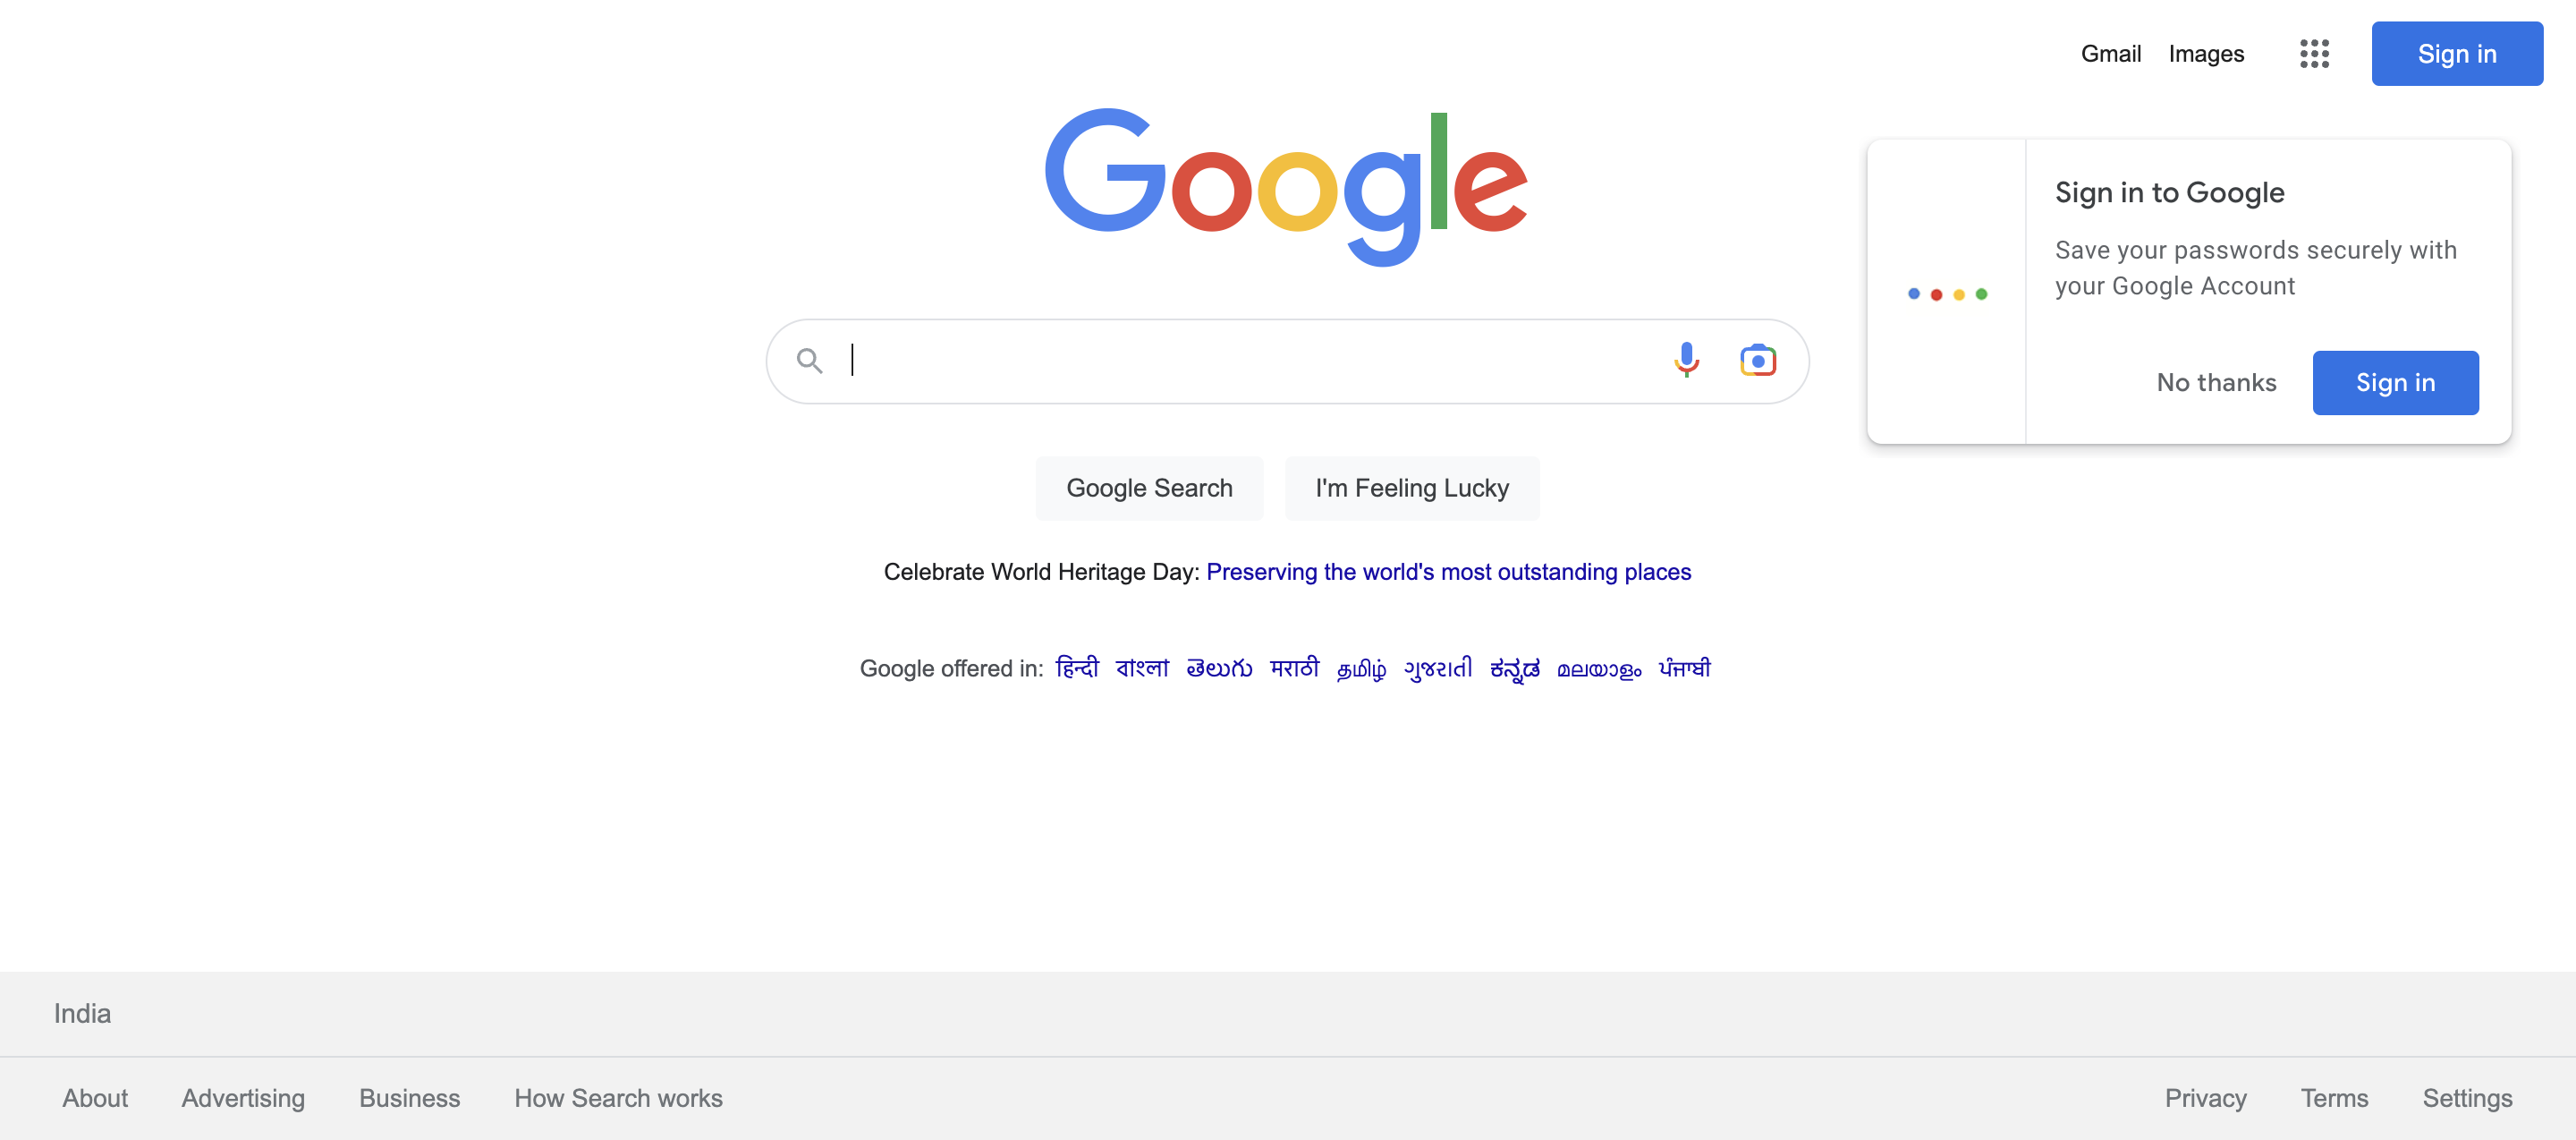 Gmail Images Sign in
Google
Sign in to Google
Save your passwords securely with
your Google Account
No thanks Sign in
Google Search I'm Feeling Lucky
Celebrate World Heritage Day: Preserving the world's most outstanding places
Google offered in: हिन्दी বাংলা తెలుగు मराठी தமிழ் ગુજરાતી ಕನ್ನಡ മലയാളം ਪੰਜਾਬੀ
India
About Advertising Business How Search works Privacy Terms Settings